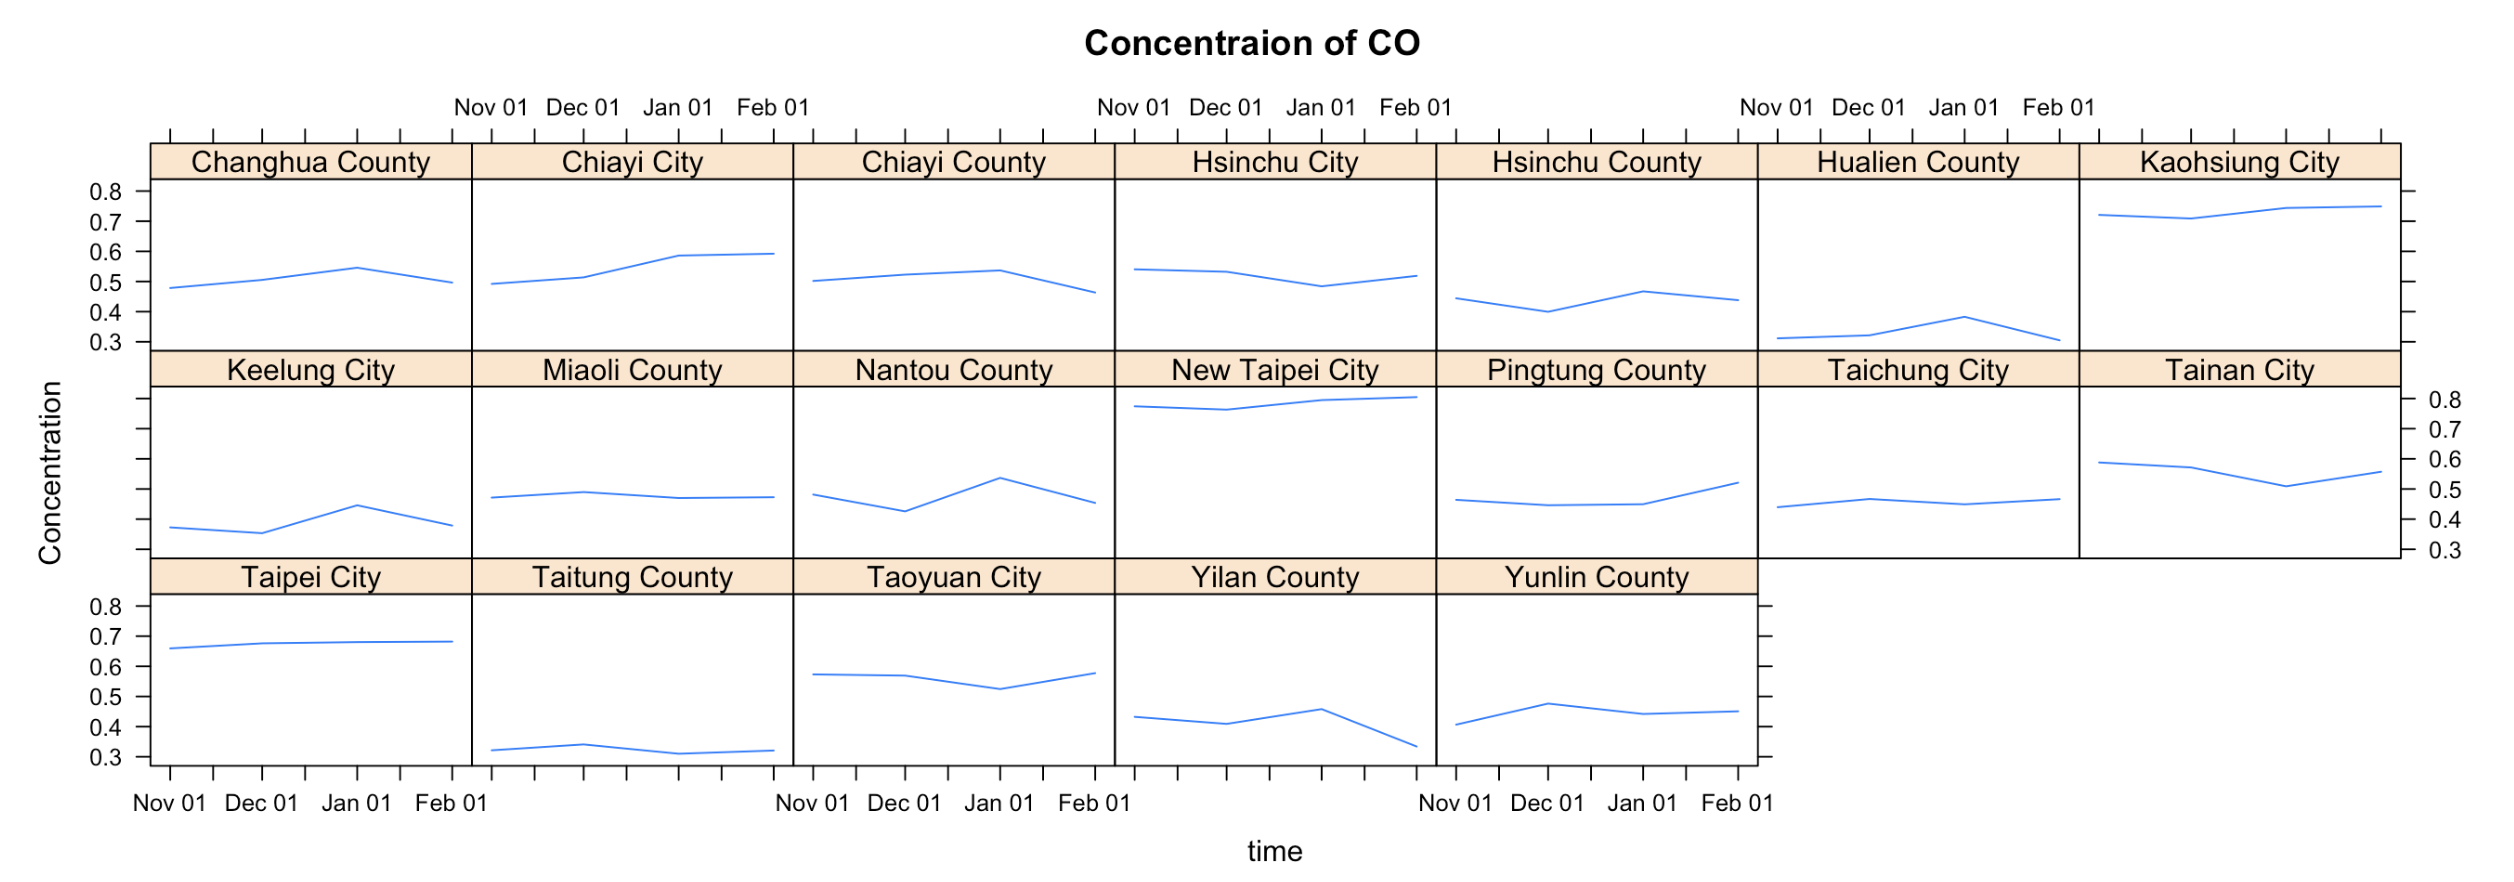 Concentraion of CO
Nov 01 Dec 01 Jan 01 Feb 01 Nov 01 Dec 01 Jan 01 Feb 01 Nov 01 Dec 01 Jan 01 Feb 01
Changhua County Chiayi City Chiayi County Hsinchu City Hsinchu County Hualien County Kaohsiung City
0.8
0.7
0.6
0.5
0.4
0.3
Keelung City Miaoli County Nantou County New Taipei City Pingtung County Taichung City Tainan City
0.8
0.7
0.6
0.5
0.4
0.3
Concentration
Taipei City Taitung County Taoyuan City Yilan County Yunlin County
0.8
0.7
0.6
0.5
0.4
0.3
Nov 01 Dec 01 Jan 01 Feb 01 Nov 01 Dec 01 Jan 01 Feb 01 Nov 01 Dec 01 Jan 01 Feb 01
time